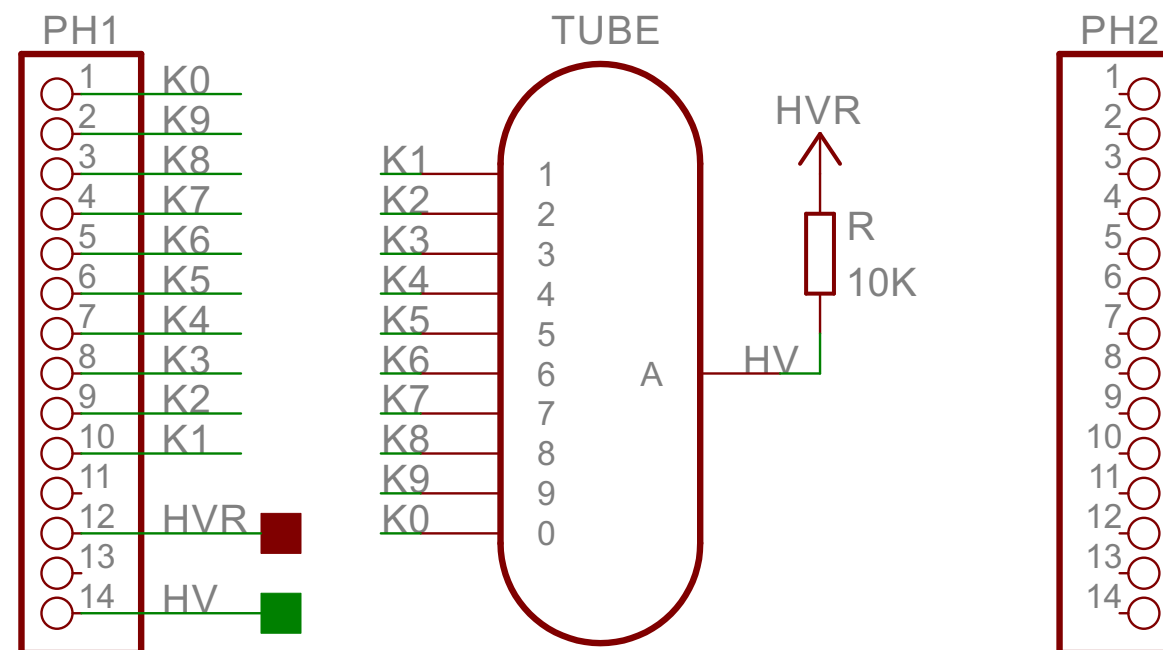 PH1
1 K0
2 K9
3 K8
4 K7
5 K6
6 K5
7 K4
8 K3
9 K2
10 K1
11
12 HVR
13
14 HV
TUBE
K1 1
K2 2
K3 3
K4 4
K5 5
K6 6
K7 7
K8 8
K9 9
K0 0
A HV
HVR
R
10K
PH2
1
2
3
4
5
6
7
8
9
10
11
12
13
14